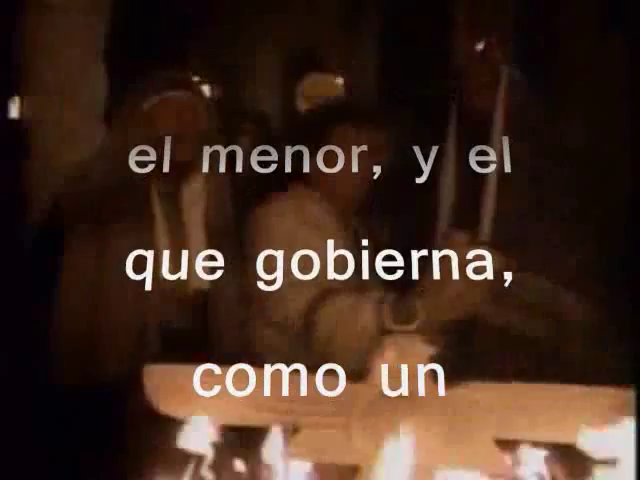 el menor, y el
que gobierna,
como un